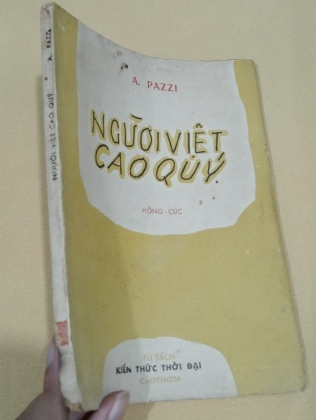 A. PAZZI
NGƯỜI VIỆT
CAO QUÝ
HỒNG-CÚC
TỦ SÁCH
KIẾN THỨC THỜI ĐẠI
A. PAZZI
NGƯỜI VIỆT CAO QUÝ